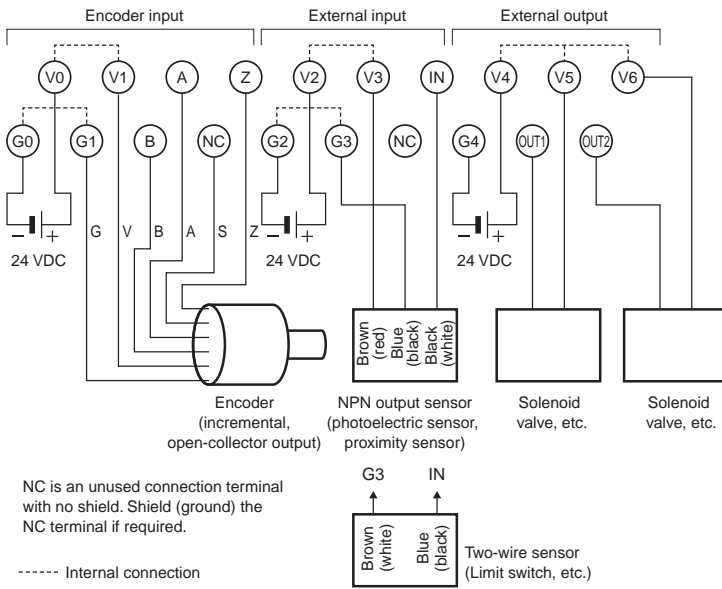 Encoder input External input External output
V0 V1 A Z V2 V3 IN V4 V5 V6
G0 G1 B NC G2 G3 NC G4 OUT1 OUT2
− + G V B A S Z − + − +
24 VDC 24 VDC 24 VDC
Brown (red)
Blue (black)
Black (white)
Encoder (incremental, open-collector output)
NPN output sensor (photoelectric sensor, proximity sensor)
Solenoid valve, etc.
Solenoid valve, etc.
NC is an unused connection terminal
with no shield. Shield (ground) the
NC terminal if required.
G3 IN
Brown (white)
Blue (black)
Two-wire sensor
(Limit switch, etc.)
Internal connection